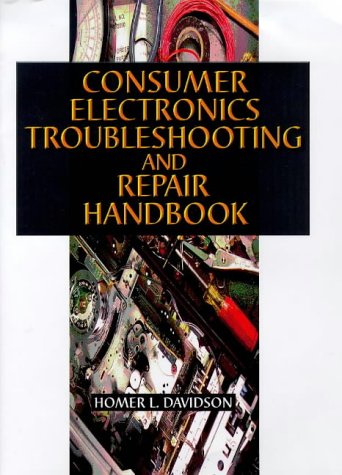 CONSUMER
ELECTRONICS
TROUBLESHOOTING
AND
REPAIR
HANDBOOK
HOMER L. DAVIDSON